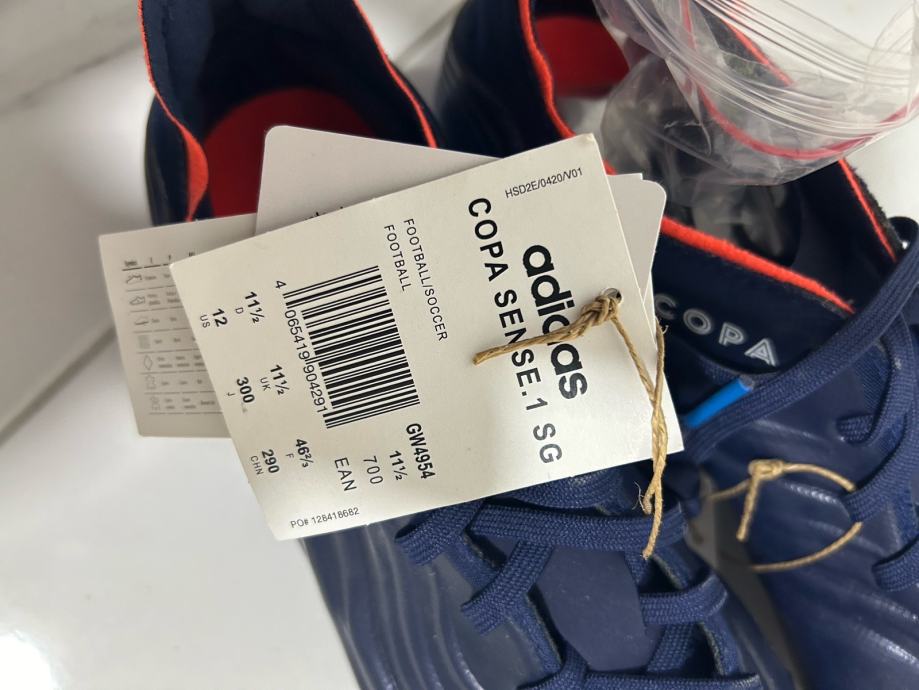 HSD2E/0420/V01
adidas
COPA SENSE.1 SG
FOOTBALL/SOCCER
FOOTBALL
4 065419 904291
GW4954
11½
700
EAN
11½ 11½ 46⅔
D UK F
12 300 290
US J CHN
PO# 128418682
COPA